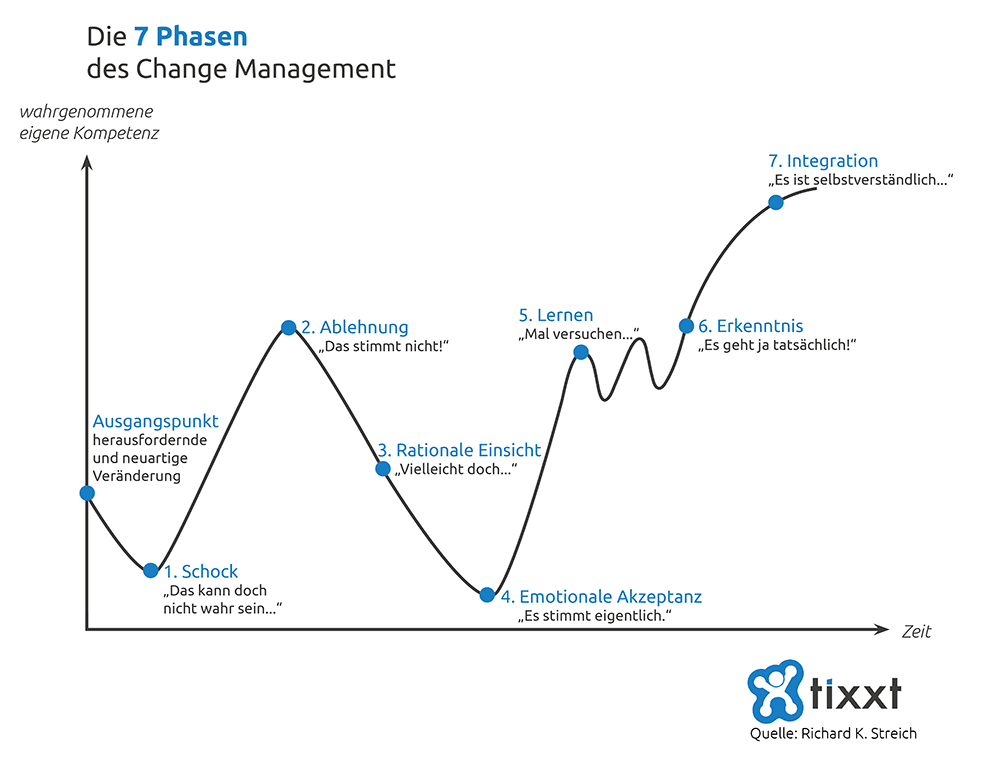 Die 7 Phasen
des Change Management
wahrgenommene
eigene Kompetenz
7. Integration
„Es ist selbstverständlich...“
2. Ablehnung
„Das stimmt nicht!“
5. Lernen
„Mal versuchen...“
6. Erkenntnis
„Es geht ja tatsächlich!“
Ausgangspunkt
herausfordernde
und neuartige
Veränderung
3. Rationale Einsicht
„Vielleicht doch...“
1. Schock
„Das kann doch
nicht wahr sein...“
4. Emotionale Akzeptanz
„Es stimmt eigentlich.“
Zeit
tixxt
Quelle: Richard K. Streich